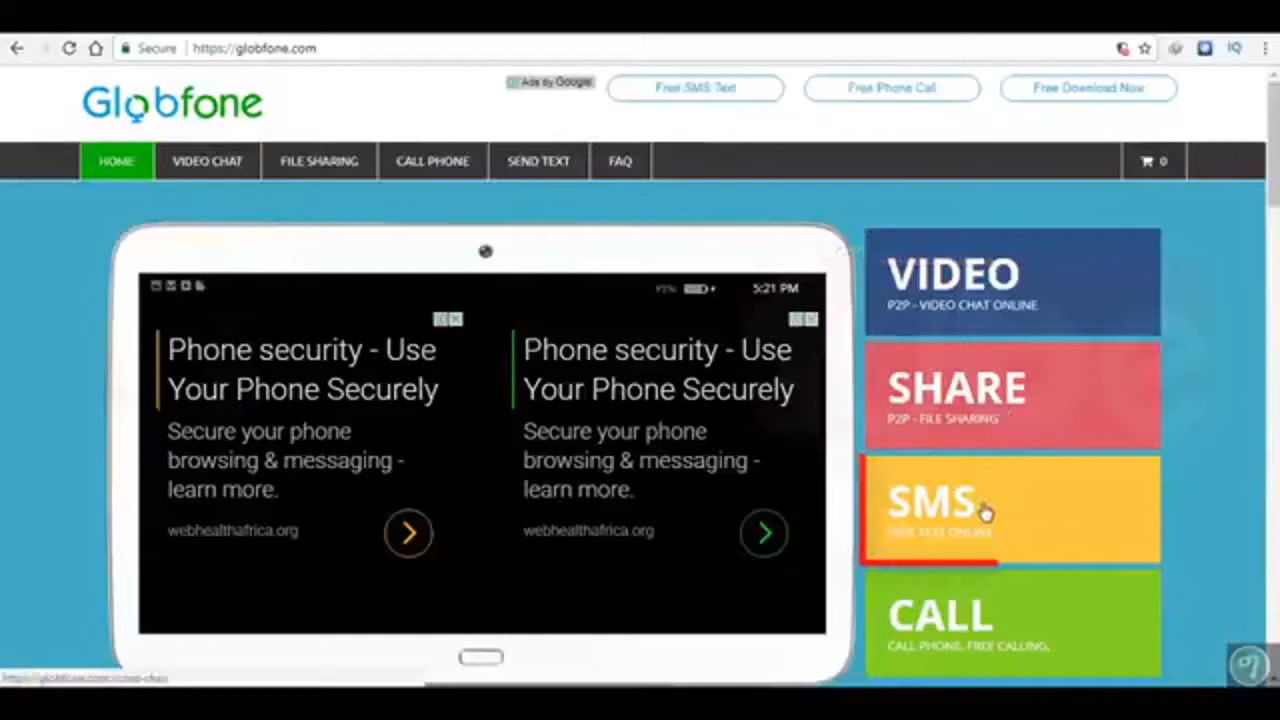 Secure
https://globfone.com
IQ
Globfone
Ads by Google
Free SMS Text
Free Phone Call
Free Download Now
HOME
VIDEO CHAT
FILE SHARING
CALL PHONE
SEND TEXT
FAQ
0
5:21 PM
Phone security - Use
Your Phone Securely
Secure your phone
browsing & messaging -
learn more.
webhealthafrica.org
Phone security - Use
Your Phone Securely
Secure your phone
browsing & messaging -
learn more.
webhealthafrica.org
VIDEO
P2P - VIDEO CHAT ONLINE
SHARE
P2P - FILE SHARING
SMS
FREE TEXT ONLINE
CALL
CALL PHONE. FREE CALLING.